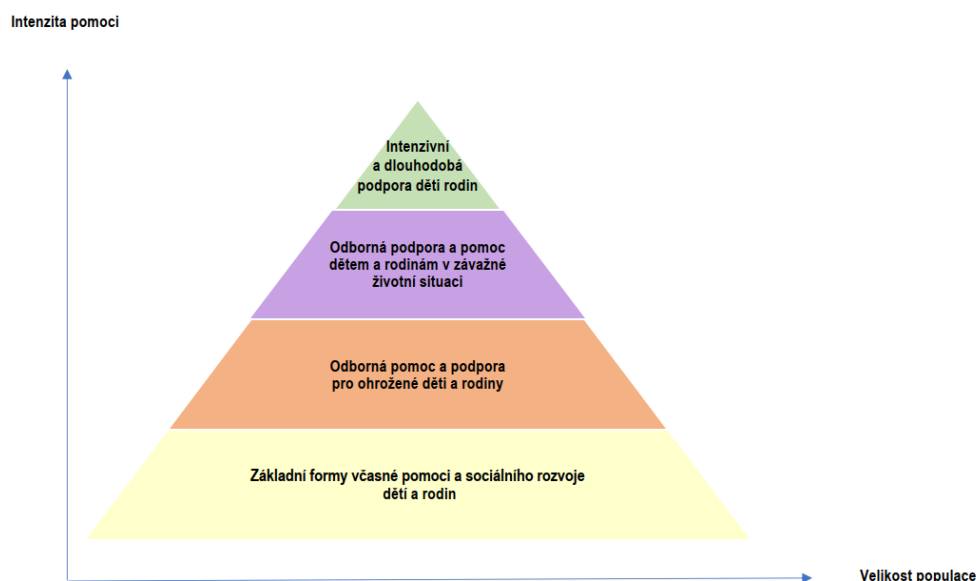 Intenzita pomoci
Intenzivní
a dlouhodobá
podpora děti rodin
Odborná podpora a pomoc
dětem a rodinám v závažné
životní situaci
Odborná pomoc a podpora
pro ohrožené děti a rodiny
Základní formy včasné pomoci a sociálního rozvoje
dětí a rodin
Velikost populace